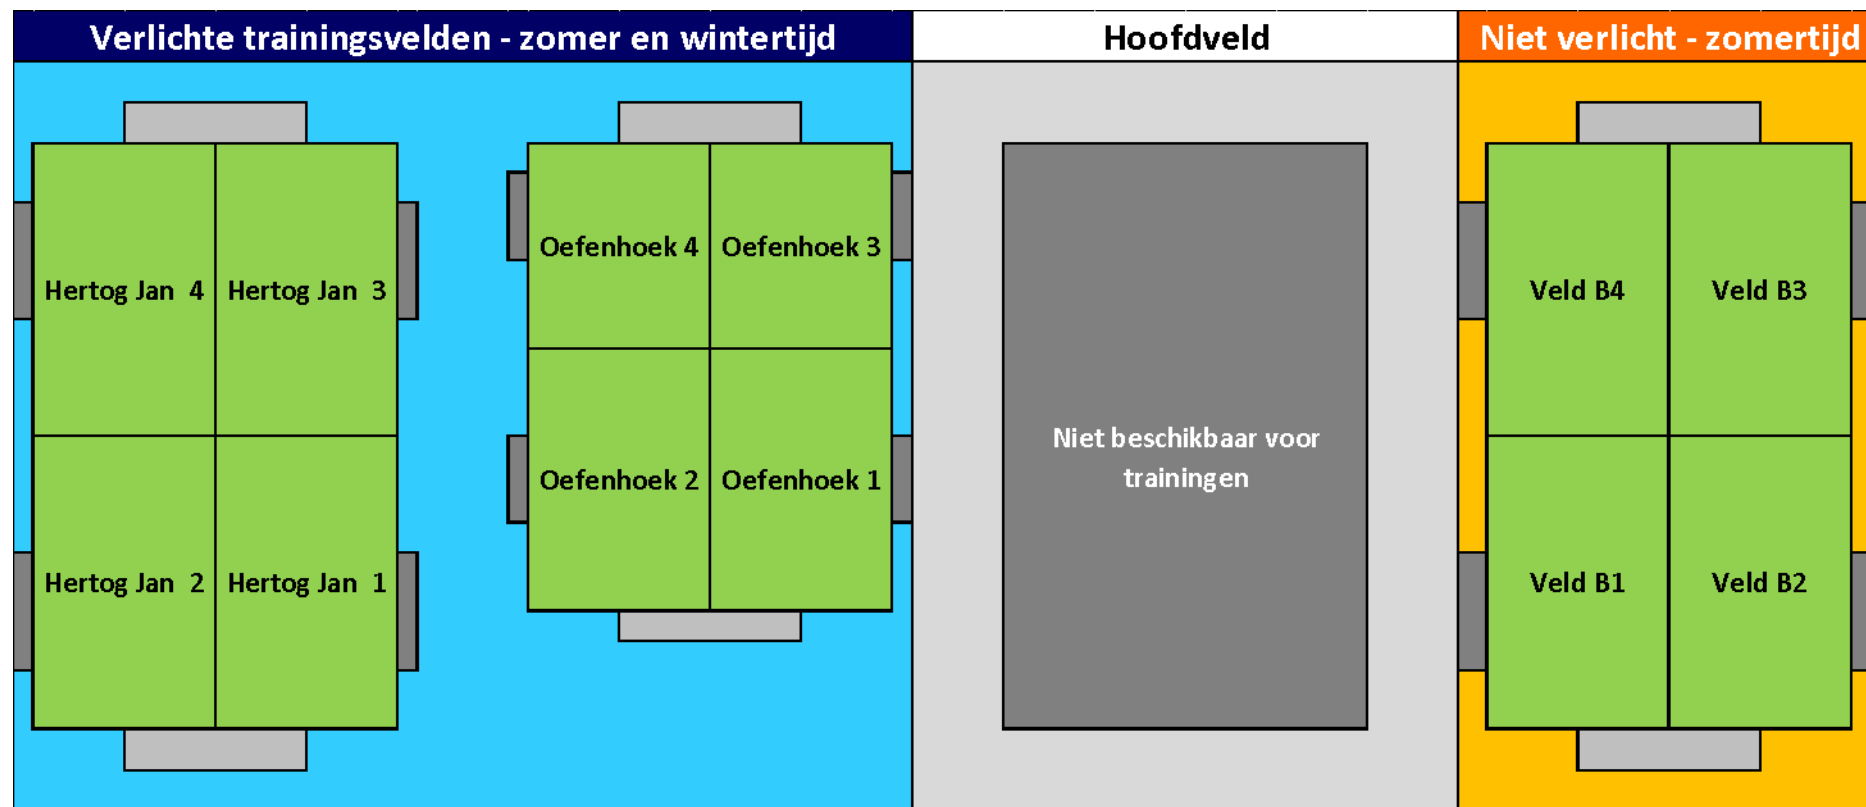 Verlichte trainingsvelden - zomer en wintertijd
Hoofdveld
Niet verlicht - zomertijd
Hertog Jan  4
Hertog Jan  3
Hertog Jan  2
Hertog Jan  1
Oefenhoek 4
Oefenhoek 3
Oefenhoek 2
Oefenhoek 1
Niet beschikbaar voor
trainingen
Veld B4
Veld B3
Veld B1
Veld B2